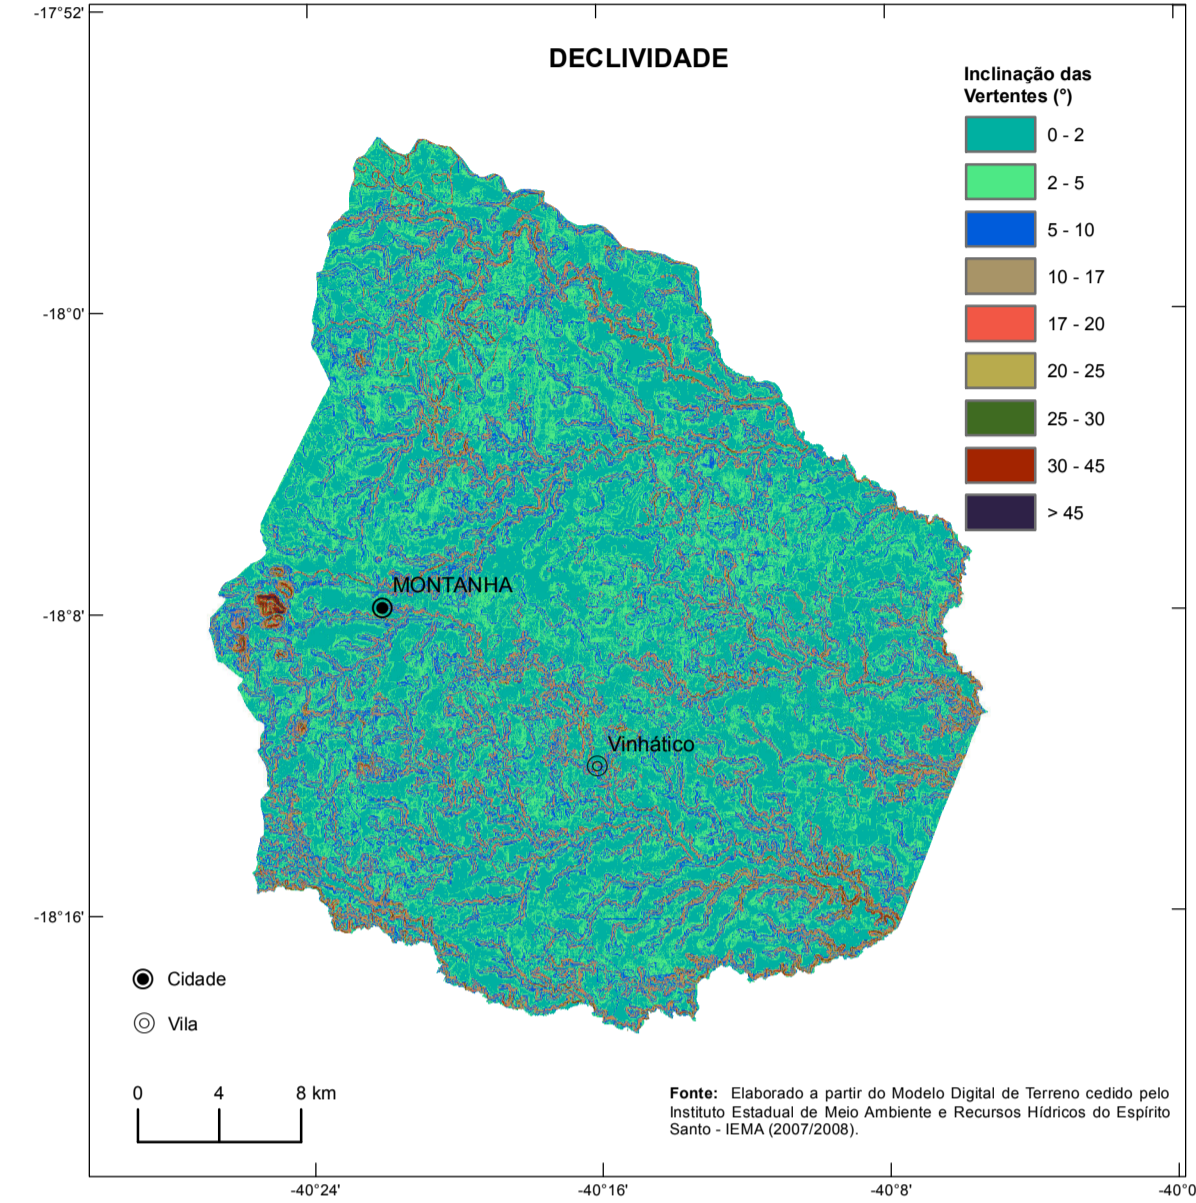 -17°52'
DECLIVIDADE
Inclinação das
Vertentes (°)
0 - 2
2 - 5
5 - 10
10 - 17
17 - 20
20 - 25
25 - 30
30 - 45
> 45
-18°0'
MONTANHA
-18°8'
Vinhático
-18°16'
Cidade
Vila
0 4 8 km
Fonte: Elaborado a partir do Modelo Digital de Terreno cedido pelo
Instituto Estadual de Meio Ambiente e Recursos Hídricos do Espírito
Santo - IEMA (2007/2008).
-40°24' -40°16' -40°8' -40°0